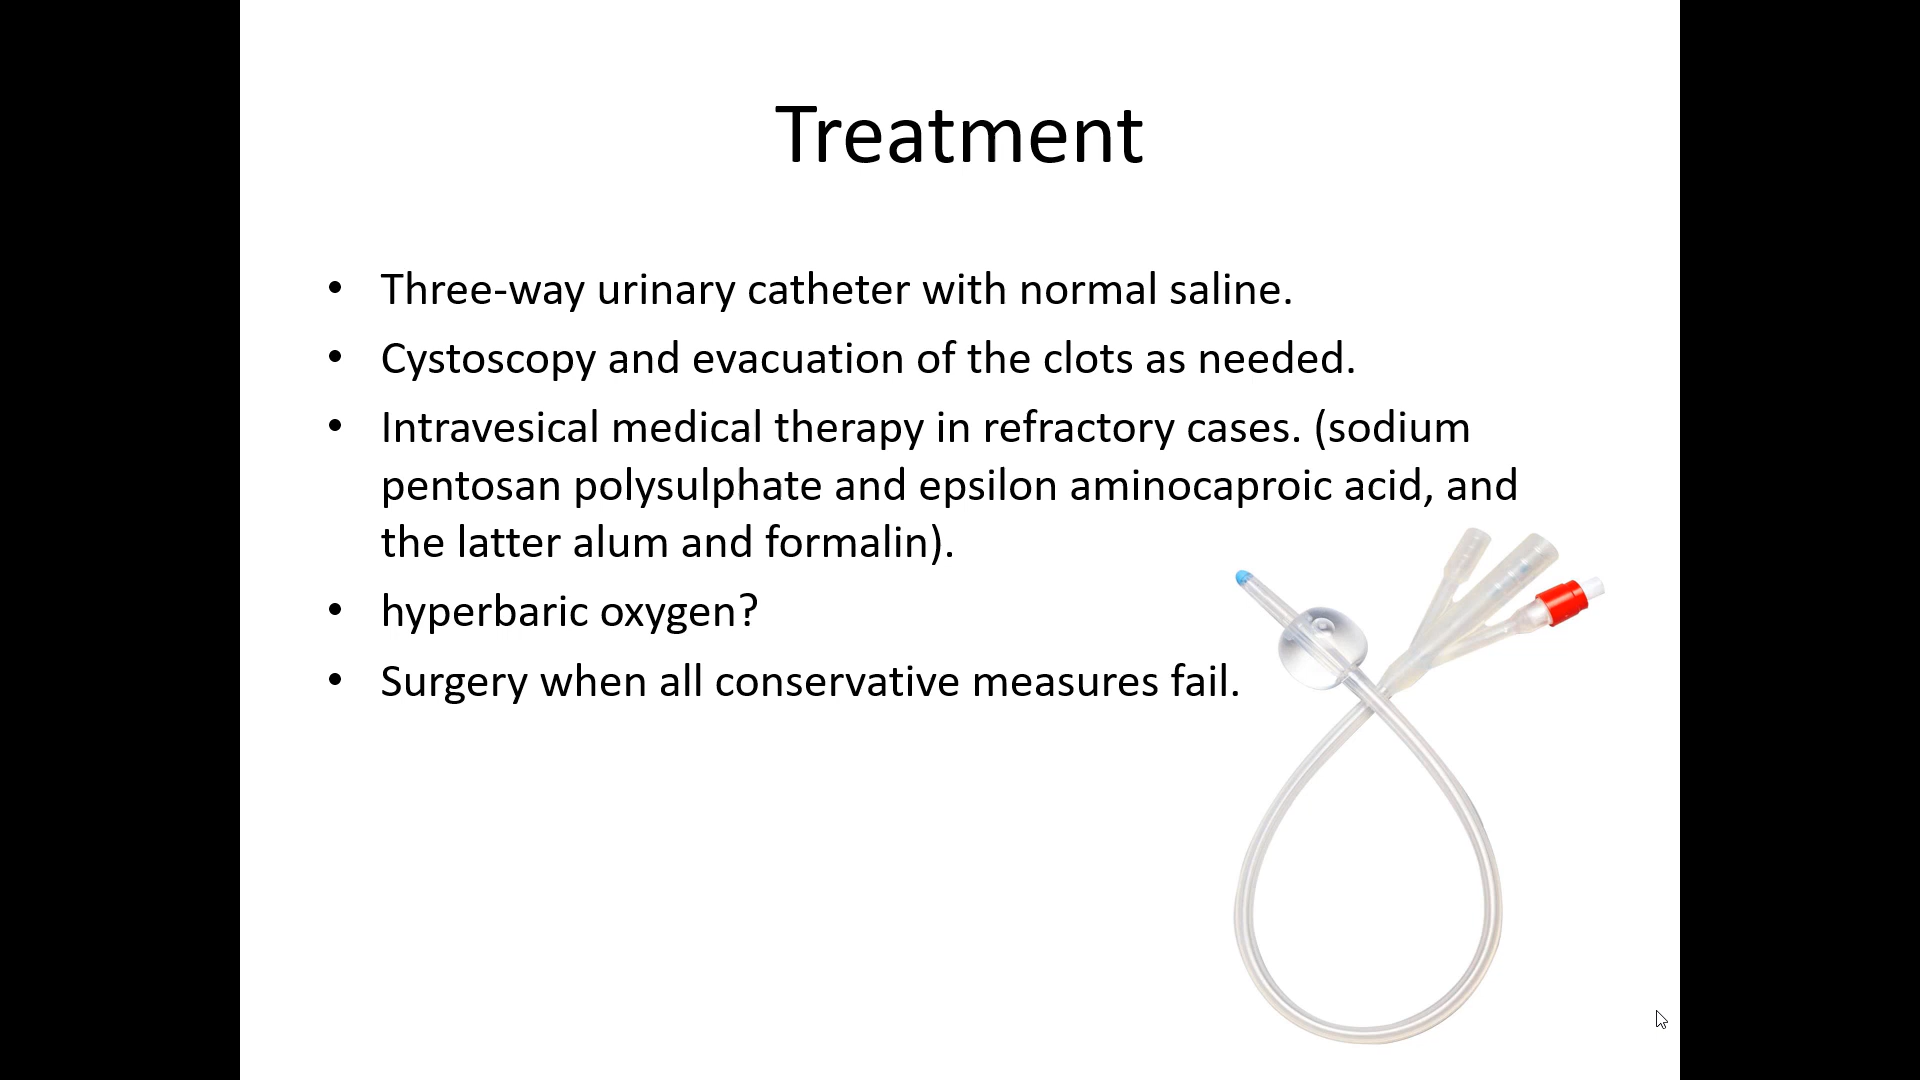 Treatment
• Three-way urinary catheter with normal saline.
• Cystoscopy and evacuation of the clots as needed.
• Intravesical medical therapy in refractory cases. (sodium
pentosan polysulphate and epsilon aminocaproic acid, and
the latter alum and formalin).
• hyperbaric oxygen?
• Surgery when all conservative measures fail.